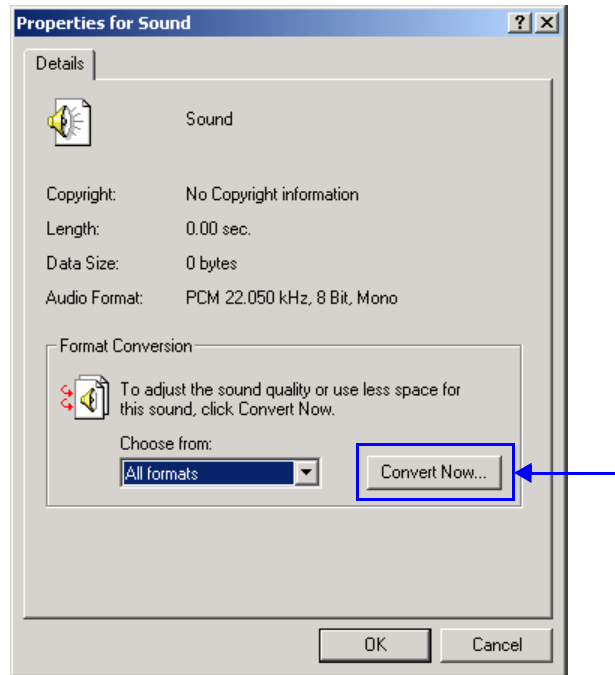 Properties for Sound
Details
Sound
Copyright: No Copyright information
Length: 0.00 sec.
Data Size: 0 bytes
Audio Format: PCM 22.050 kHz, 8 Bit, Mono
Format Conversion
To adjust the sound quality or use less space for
this sound, click Convert Now.
Choose from:
All formats Convert Now...
OK Cancel